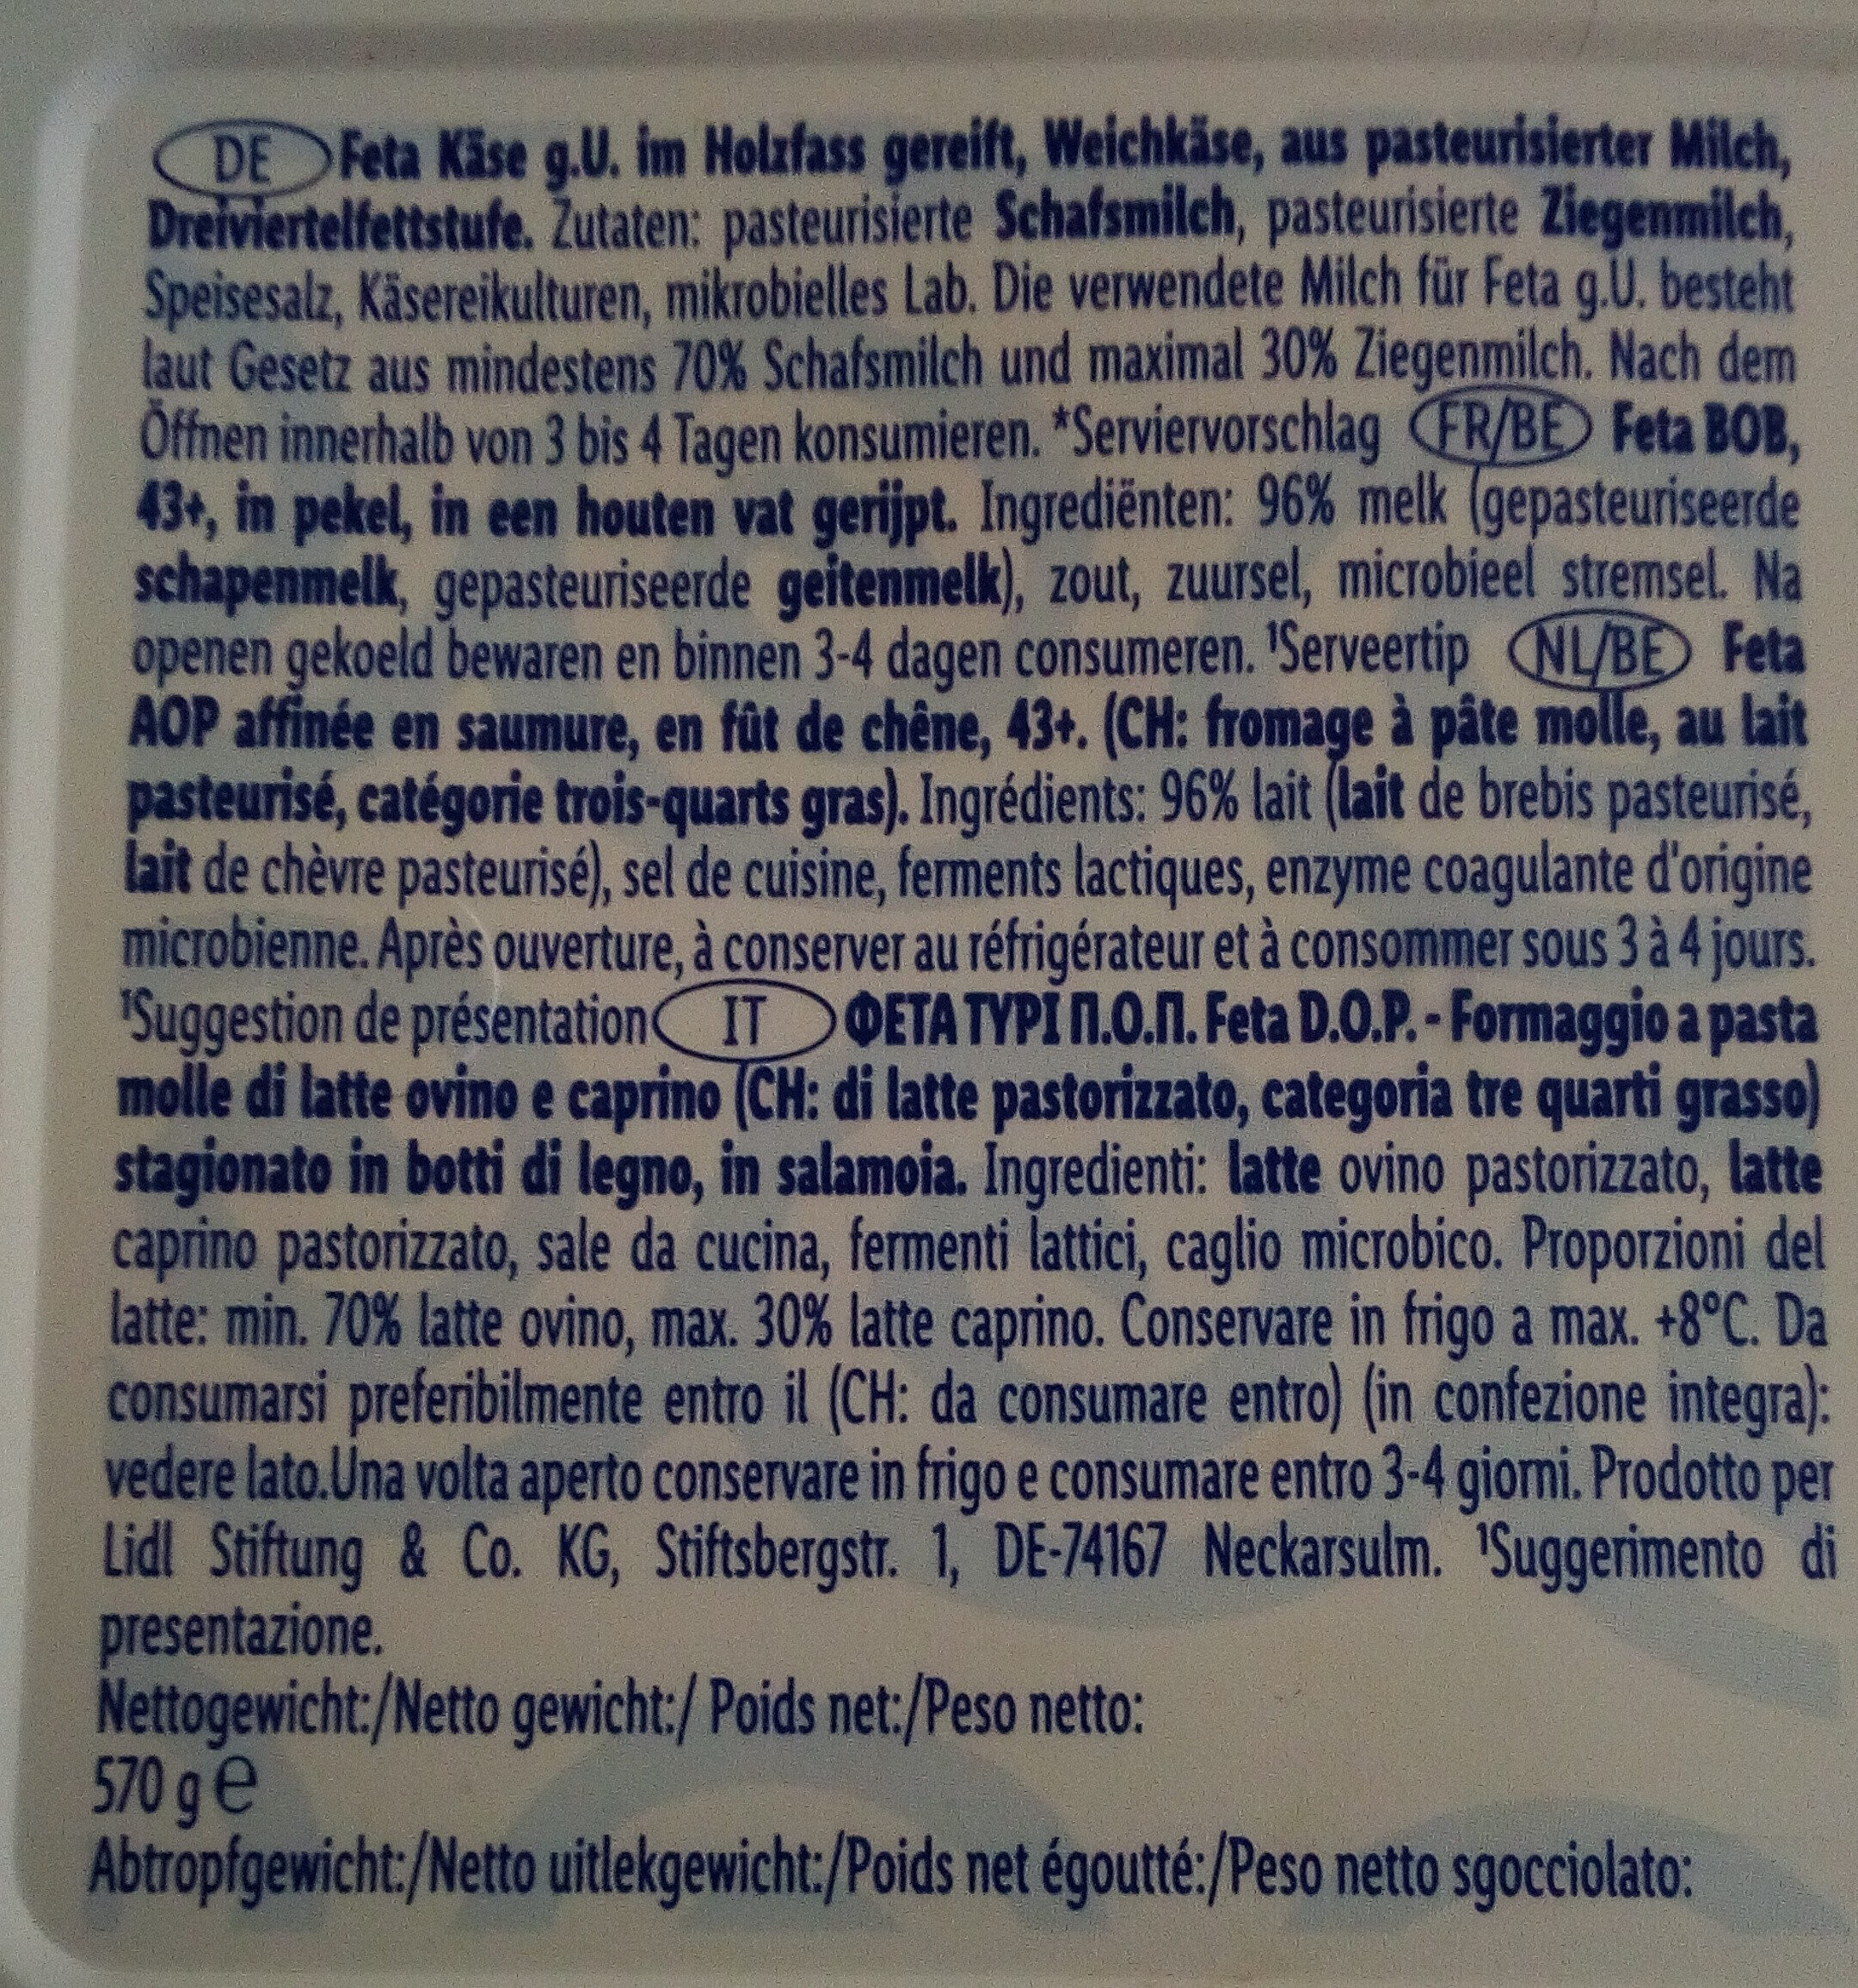 DE Feta Käse g.U. im Holzfass gereift, Weichkäse, aus pasteurisierter Milch,
Dreiviertelfettstufe. Zutaten: pasteurisierte Schafsmilch, pasteurisierte Ziegenmilch,
Speisesalz, Käsereikulturen, mikrobielles Lab. Die verwendete Milch für Feta g.U. besteht
laut Gesetz aus mindestens 70% Schafsmilch und maximal 30% Ziegenmilch. Nach dem
Öffnen innerhalb von 3 bis 4 Tagen konsumieren. *Serviervorschlag FR/BE Feta BOB,
43+, in pekel, in een houten vat gerijpt. Ingrediënten: 96% melk (gepasteuriseerde
schapenmelk, gepasteuriseerde geitenmelk), zout, zuursel, microbieel stremsel. Na
openen gekoeld bewaren en binnen 3-4 dagen consumeren. ¹Serveertip NL/BE Feta
AOP affinée en saumure, en fût de chêne, 43+. (CH: fromage à pâte molle, au lait
pasteurisé, catégorie trois-quarts gras). Ingrédients: 96% lait (lait de brebis pasteurisé,
lait de chèvre pasteurisé), sel de cuisine, ferments lactiques, enzyme coagulante d'origine
microbienne. Après ouverture, à conserver au réfrigérateur et à consommer sous 3 à 4 jours.
¹Suggestion de présentation IT ΦΕΤΑ ΤΥΡΙ Π.Ο.Π. Feta D.O.P. - Formaggio a pasta
molle di latte ovino e caprino (CH: di latte pastorizzato, categoria tre quarti grasso)
stagionato in botti di legno, in salamoia. Ingredienti: latte ovino pastorizzato, latte
caprino pastorizzato, sale da cucina, fermenti lattici, caglio microbico. Proporzioni del
latte: min. 70% latte ovino, max. 30% latte caprino. Conservare in frigo a max. +8°C. Da
consumarsi preferibilmente entro il (CH: da consumare entro) (in confezione integra):
vedere lato.Una volta aperto conservare in frigo e consumare entro 3-4 giorni. Prodotto per
Lidl Stiftung & Co. KG, Stiftsbergstr. 1, DE-74167 Neckarsulm. ¹Suggerimento di
presentazione.
Nettogewicht:/Netto gewicht:/ Poids net:/Peso netto:
570 g ℮
Abtropfgewicht:/Netto uitlekgewicht:/Poids net égoutté:/Peso netto sgocciolato: